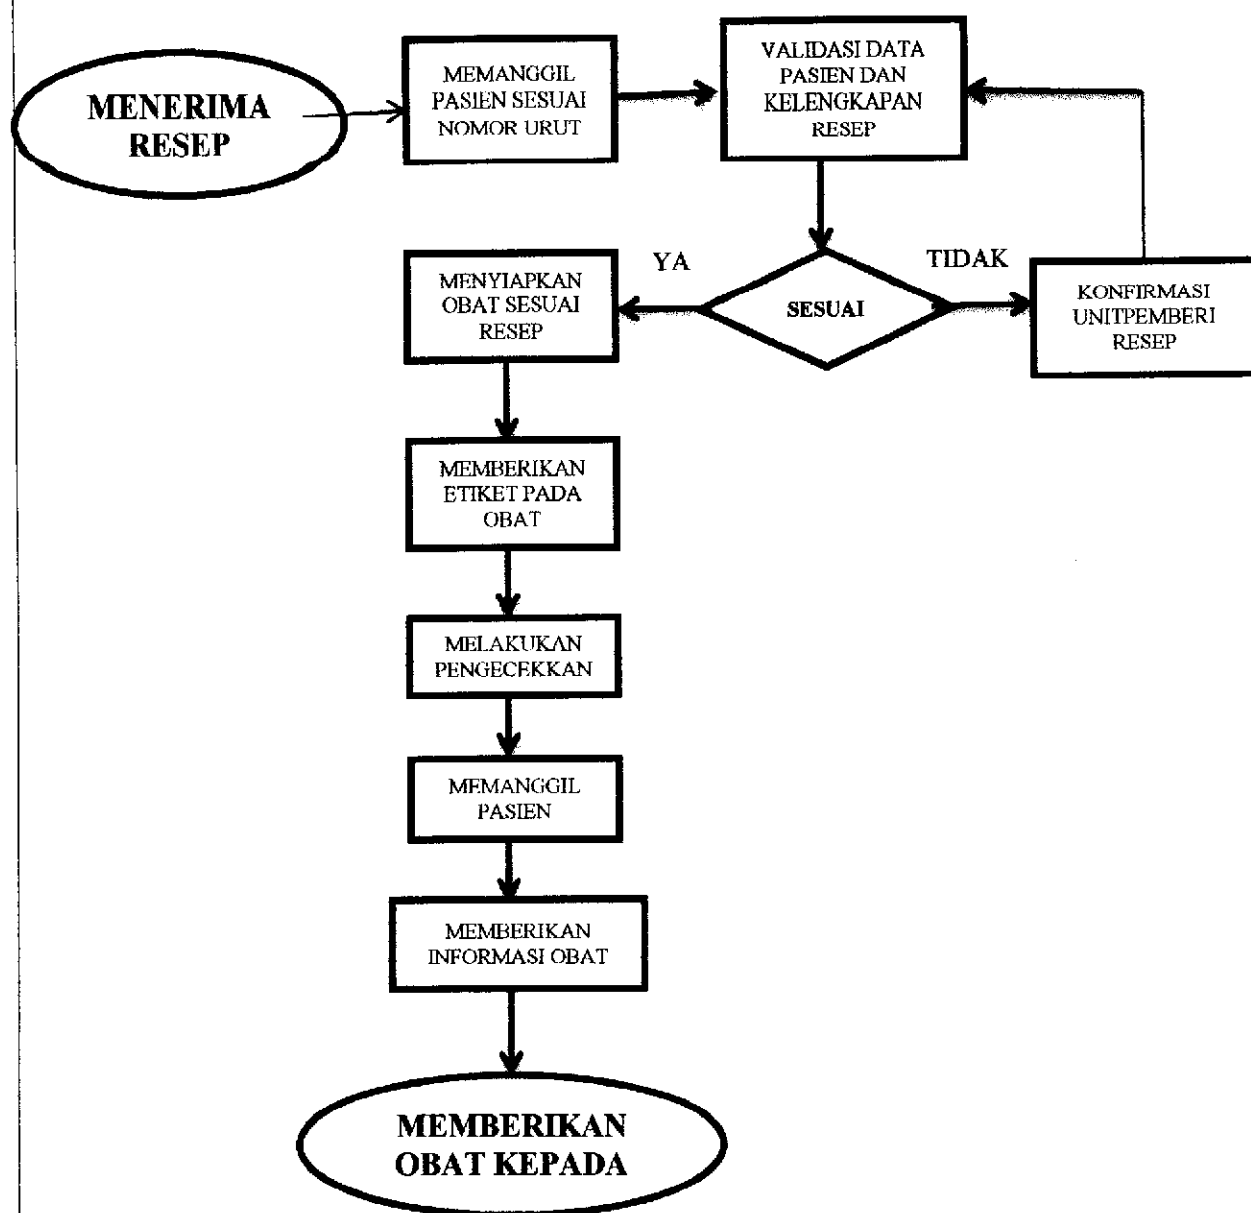 MENERIMA
RESEP
MEMANGGIL
PASIEN SESUAI
NOMOR URUT
VALIDASI DATA
PASIEN DAN
KELENGKAPAN
RESEP
YA
TIDAK
MENYIAPKAN
OBAT SESUAI
RESEP
SESUAI
KONFIRMASI
UNITPEMBERI
RESEP
MEMBERIKAN
ETIKET PADA
OBAT
MELAKUKAN
PENGECEKKAN
MEMANGGIL
PASIEN
MEMBERIKAN
INFORMASI OBAT
MEMBERIKAN
OBAT KEPADA